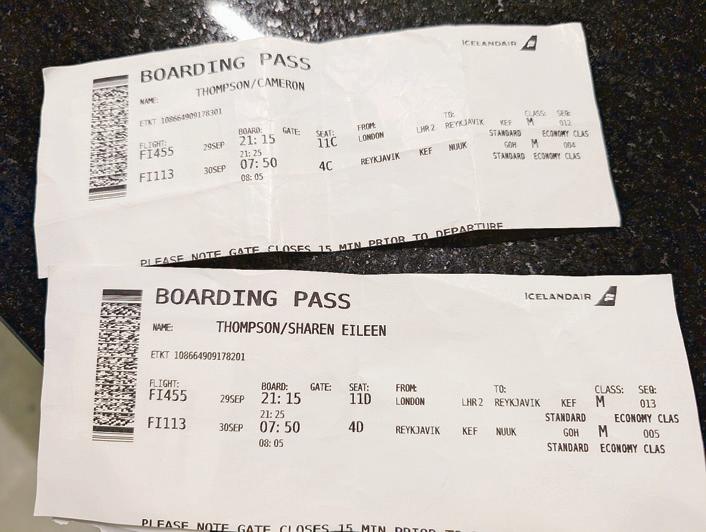 ICELANDAIR
BOARDING PASS
NAME: THOMPSON/CAMERON
ETKT 108664909178301
FLIGHT: BOARD: GATE: SEAT: FROM: TO: CLASS: SEQ:
FI455 29SEP 21:15 11C LONDON LHR2 REYKJAVIK KEF M 012
21:25 STANDARD ECONOMY CLAS
FI113 30SEP 07:50 4C REYKJAVIK KEF NUUK GOH M 004
08:05 STANDARD ECONOMY CLAS
PLEASE NOTE GATE CLOSES 15 MIN PRIOR TO DEPARTURE
ICELANDAIR
BOARDING PASS
NAME: THOMPSON/SHAREN EILEEN
ETKT 108664909178201
FLIGHT: BOARD: GATE: SEAT: FROM: TO: CLASS: SEQ:
FI455 29SEP 21:15 11D LONDON LHR2 REYKJAVIK KEF M 013
21:25 STANDARD ECONOMY CLAS
FI113 30SEP 07:50 4D REYKJAVIK KEF NUUK GOH M 005
08:05 STANDARD ECONOMY CLAS
PLEASE NOTE GATE CLOSES 15 MIN PRIOR